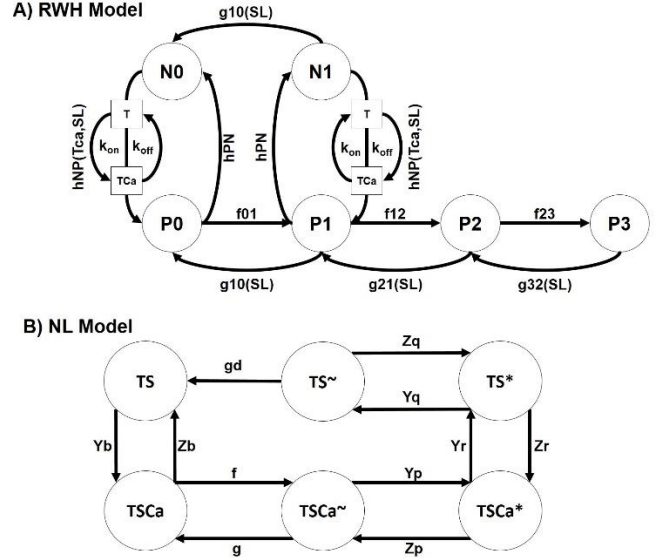 A) RWH Model
g10(SL)
N0
N1
T
T
hNP(Tca,SL)
kon
koff
hPN
hPN
kon
koff
hNP(Tca,SL)
TCa
TCa
P0
f01
P1
f12
P2
f23
P3
g10(SL)
g21(SL)
g32(SL)
B) NL Model
Zq
TS
gd
TS~
TS*
Yq
Yb
Zb
Yr
Zr
f
Yp
TSCa
TSCa~
TSCa*
g
Zp